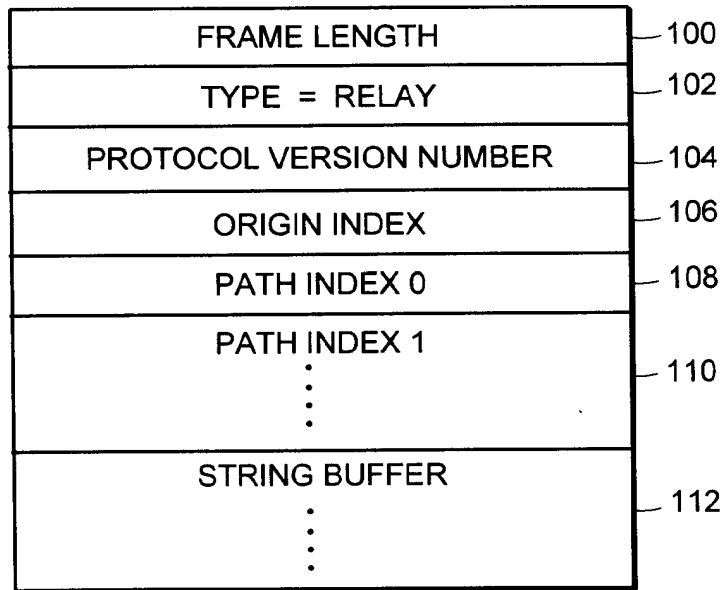 FRAME LENGTH 100
TYPE = RELAY 102
PROTOCOL VERSION NUMBER 104
ORIGIN INDEX 106
PATH INDEX 0 108
PATH INDEX 1 110
STRING BUFFER 112